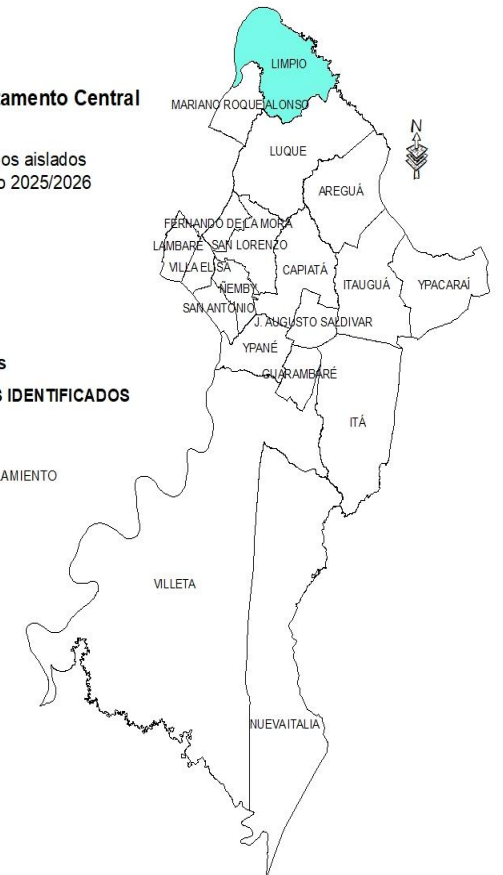 LIMPIO
tamento Central
MARIANO ROQUE ALONSO
N
os aislados
o 2025/2026
LUQUE
AREGUÁ
FERNANDO DE LA MORA
LAMBARÉ SAN LORENZO
VILLA ELISA
CAPIATÁ
ITAUGUÁ
YPACARAÍ
ÑEMBY
SAN ANTONIO
J. AUGUSTO SALDIVAR
YPANÉ
s
GUARAMBARÉ
S IDENTIFICADOS
ITÁ
AMIENTO
VILLETA
NUEVA ITALIA